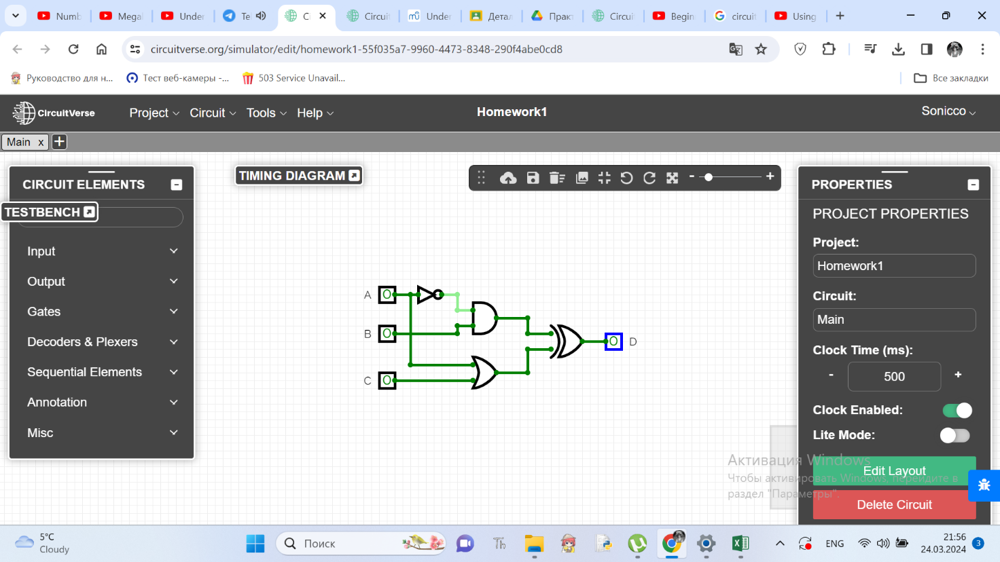 Numb
Mega
Under
Te
C
Circuit
Under
Детал
Практ
Circui
Begin
circuit
Using
circuitverse.org/simulator/edit/homework1-55f035a7-9960-4473-8348-290f4abe0cd8
Руководство для н...
Тест веб-камеры -...
503 Service Unavail...
Все закладки
CircuitVerse
Project
Circuit
Tools
Help
Homework1
Sonicco
Main x
CIRCUIT ELEMENTS
TIMING DIAGRAM
PROPERTIES
TESTBENCH
PROJECT PROPERTIES
Input
Output
Gates
Decoders & Plexers
Sequential Elements
Annotation
Misc
A 0
B 0
C 0
0 D
Project:
Homework1
Circuit:
Main
Clock Time (ms):
- 500 +
Clock Enabled:
Lite Mode:
Edit Layout
Delete Circuit
Активация Windows
Чтобы активировать Windows, перейдите в
раздел "Параметры".
5°C
Cloudy
Поиск
ENG
21:56
24.03.2024
3